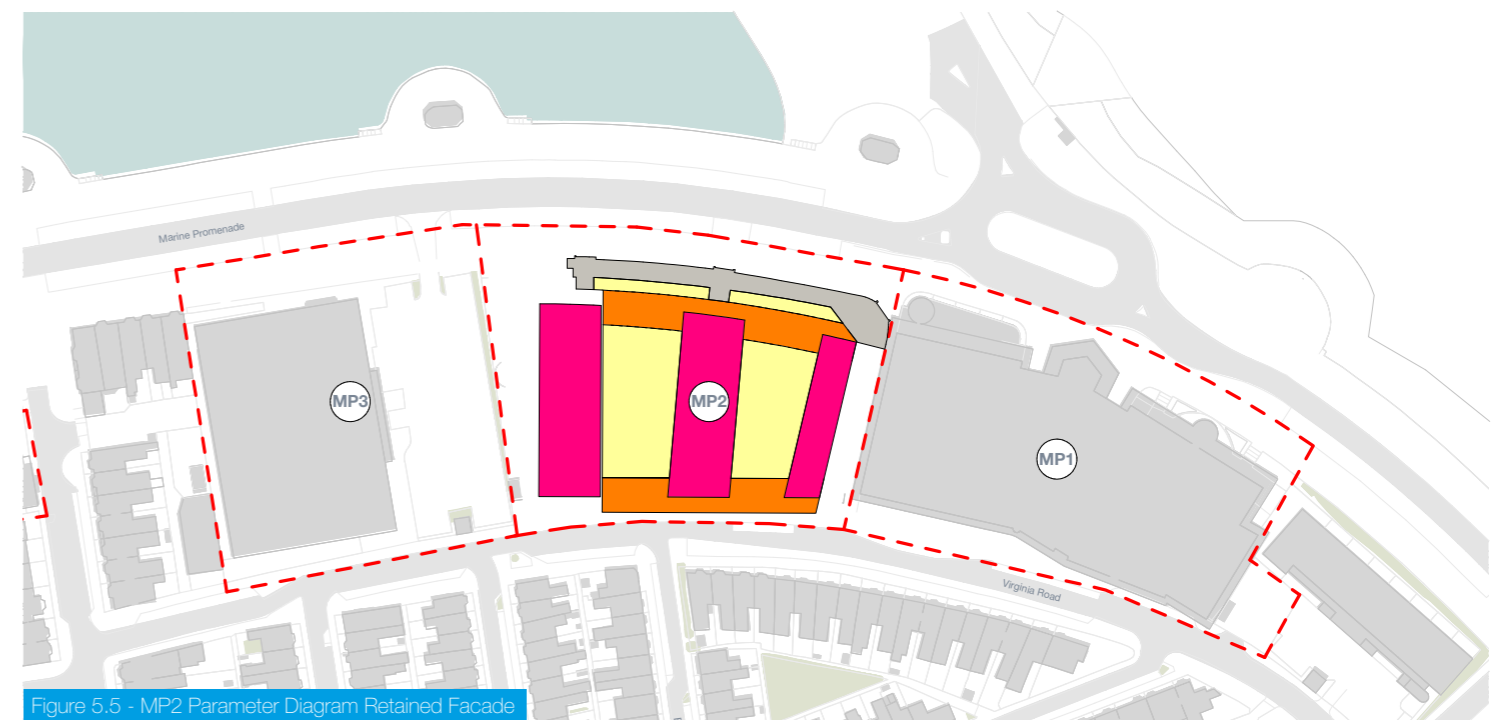 Marine Promenade
MP3
MP2
MP1
Virginia Road
Figure 5.5 - MP2 Parameter Diagram Retained Facade